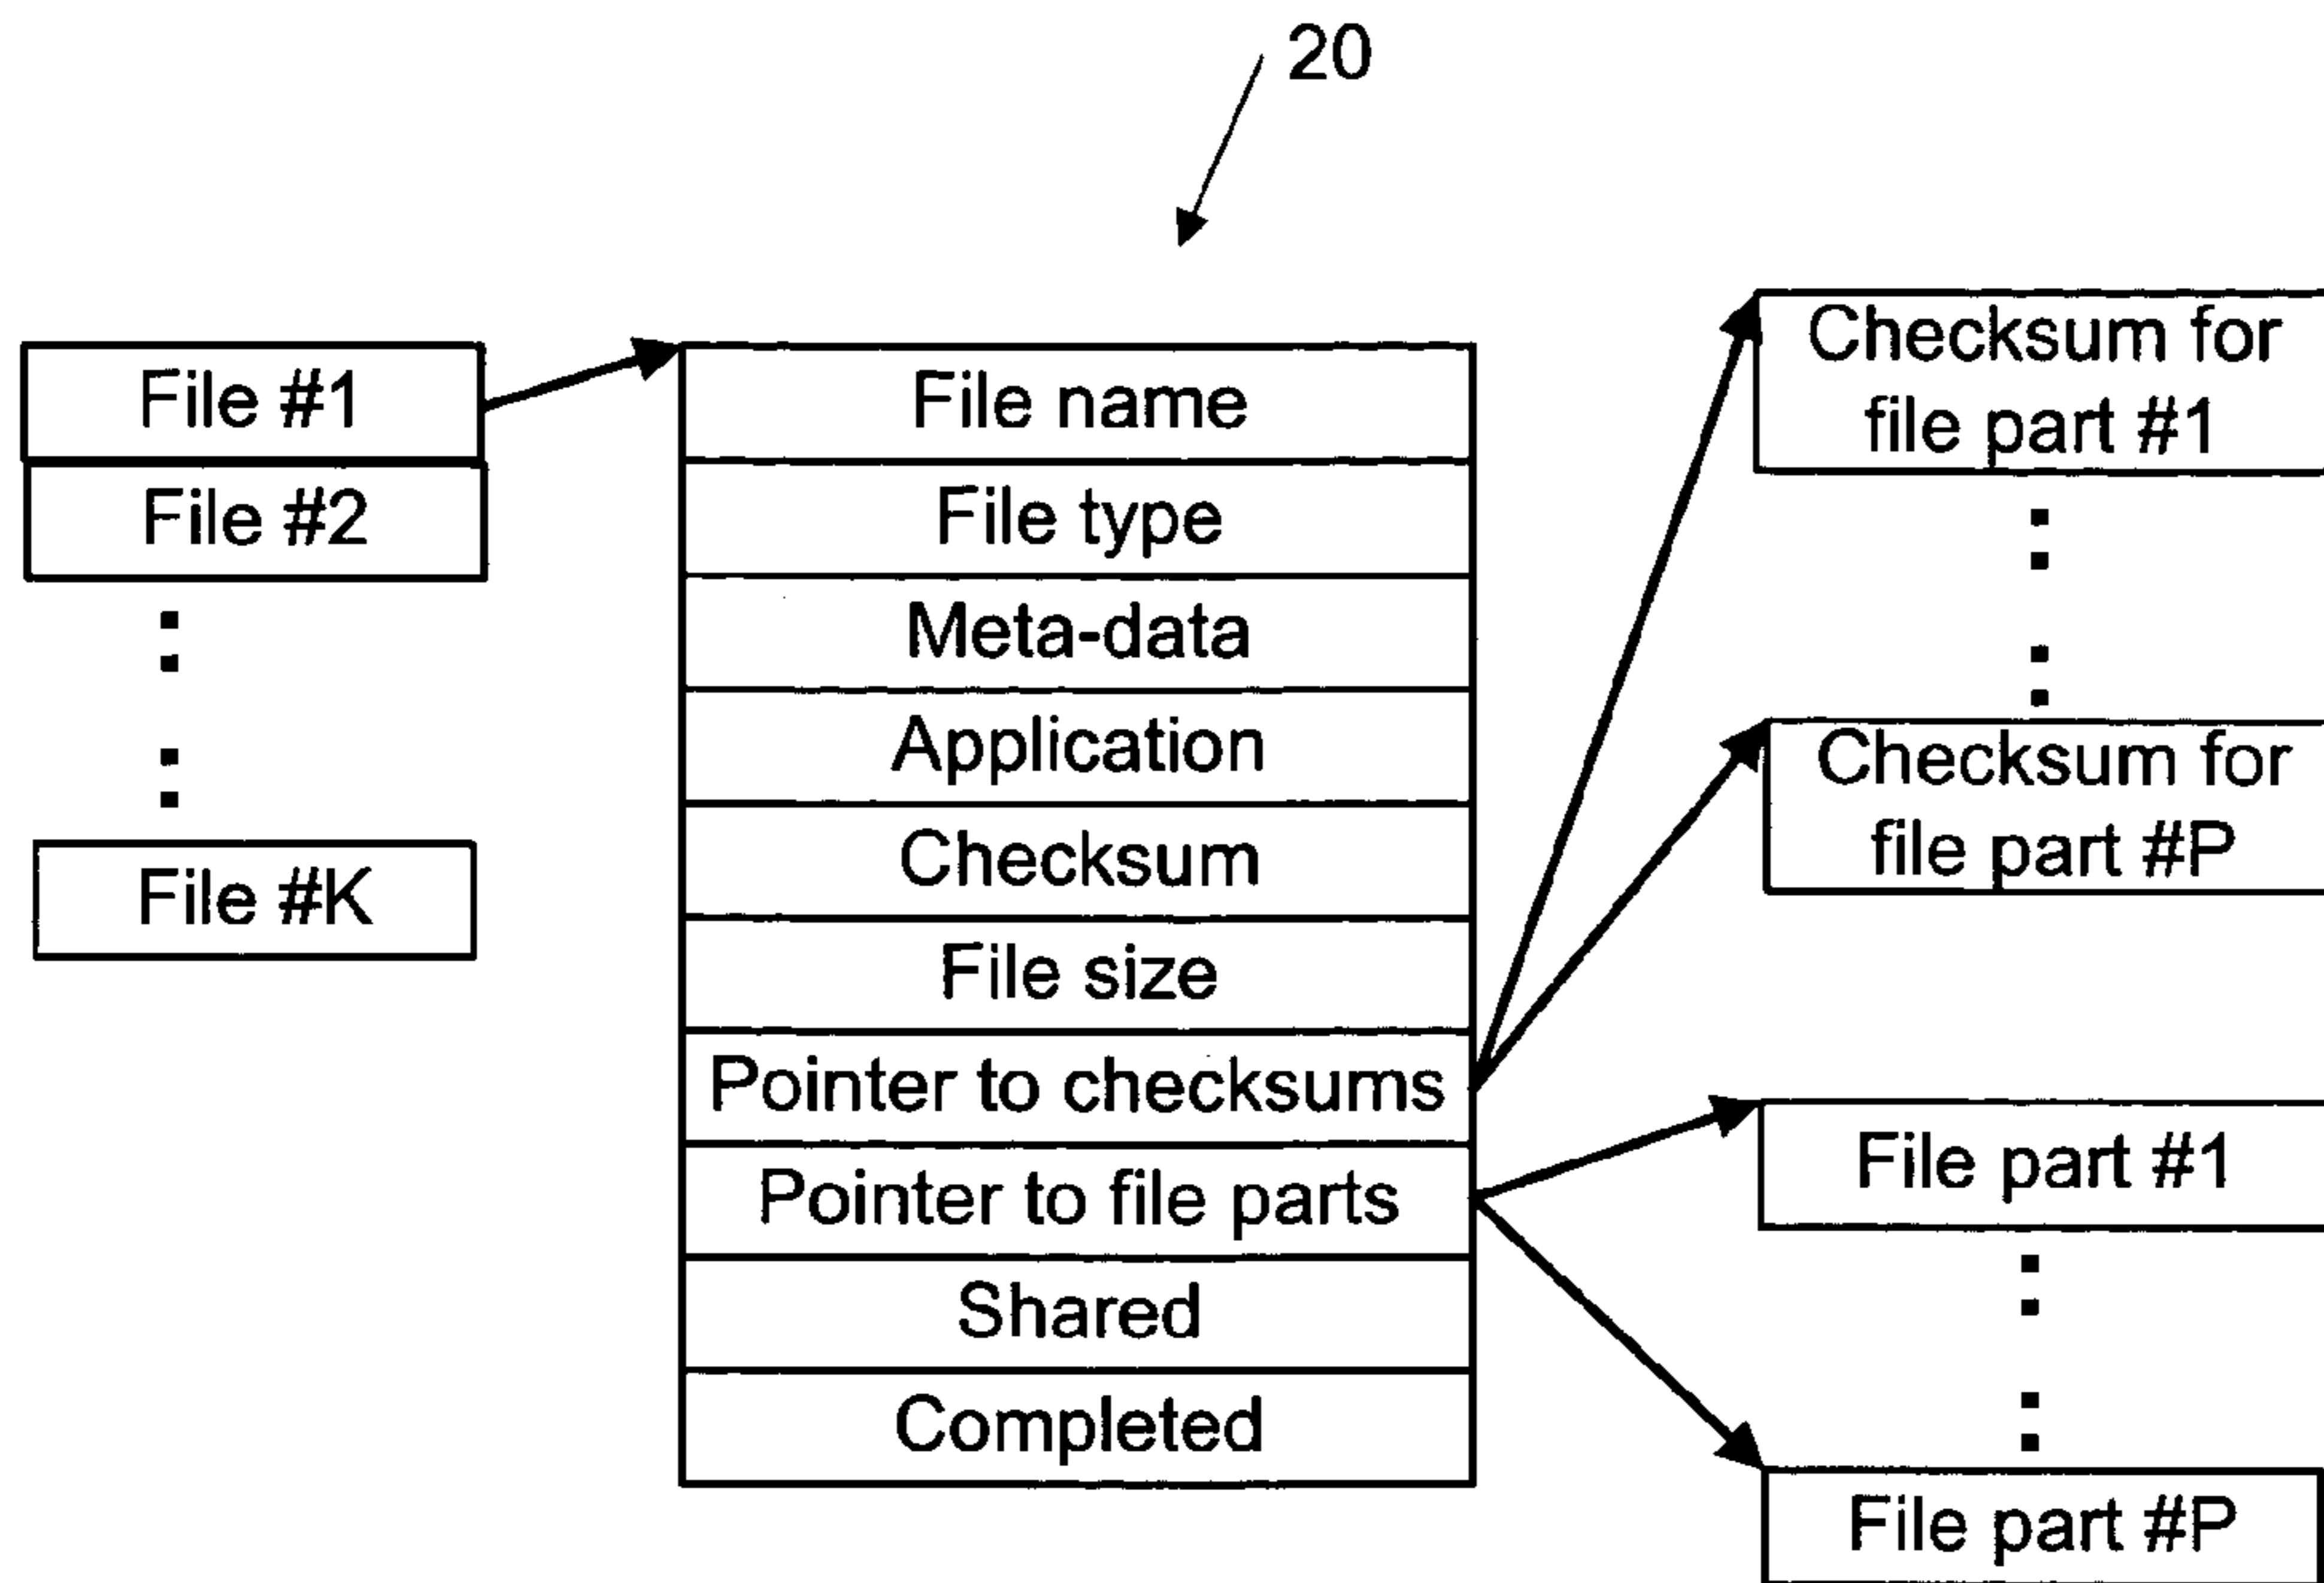 20
File #1
File #2
File #K
File name
File type
Meta-data
Application
Checksum
File size
Pointer to checksums
Pointer to file parts
Shared
Completed
Checksum for
file part #1
Checksum for
file part #P
File part #1
File part #P